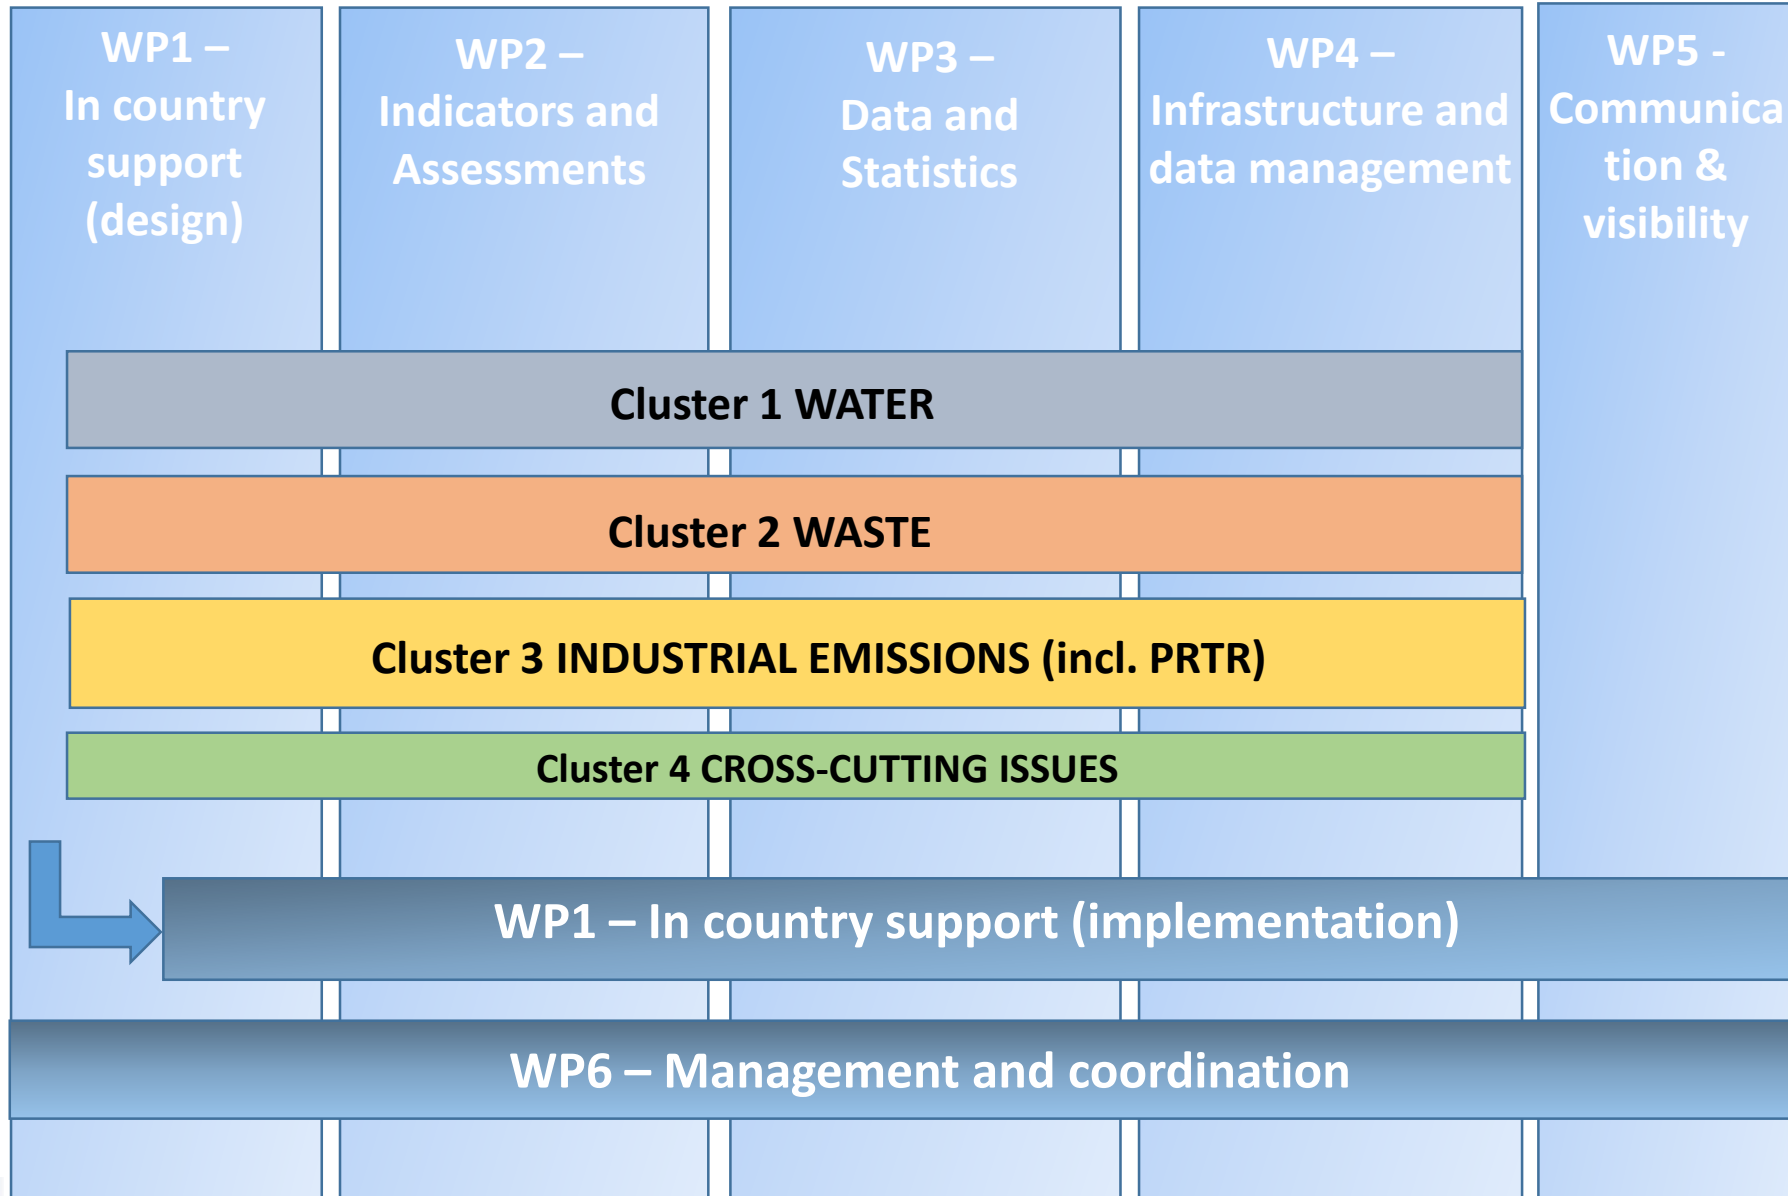 WP1 –
In country
support
(design)
WP2 –
Indicators and
Assessments
WP3 –
Data and
Statistics
WP4 –
Infrastructure and
data management
WP5 -
Communica
tion &
visibility
Cluster 1 WATER
Cluster 2 WASTE
Cluster 3 INDUSTRIAL EMISSIONS (incl. PRTR)
Cluster 4 CROSS-CUTTING ISSUES
WP1 – In country support (implementation)
WP6 – Management and coordination